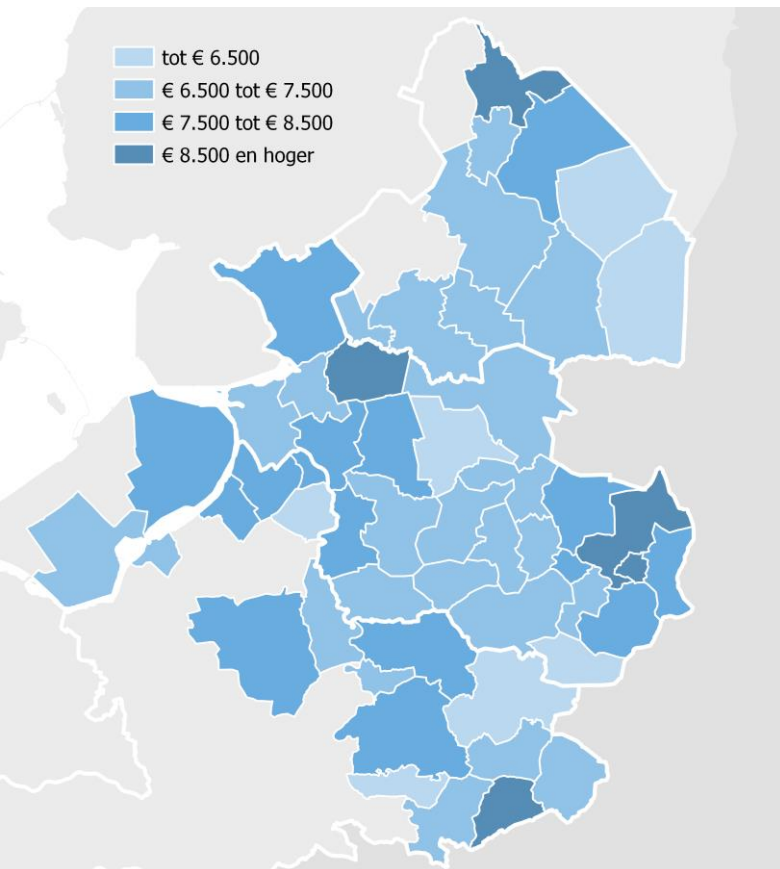 tot € 6.500
€ 6.500 tot € 7.500
€ 7.500 tot € 8.500
€ 8.500 en hoger